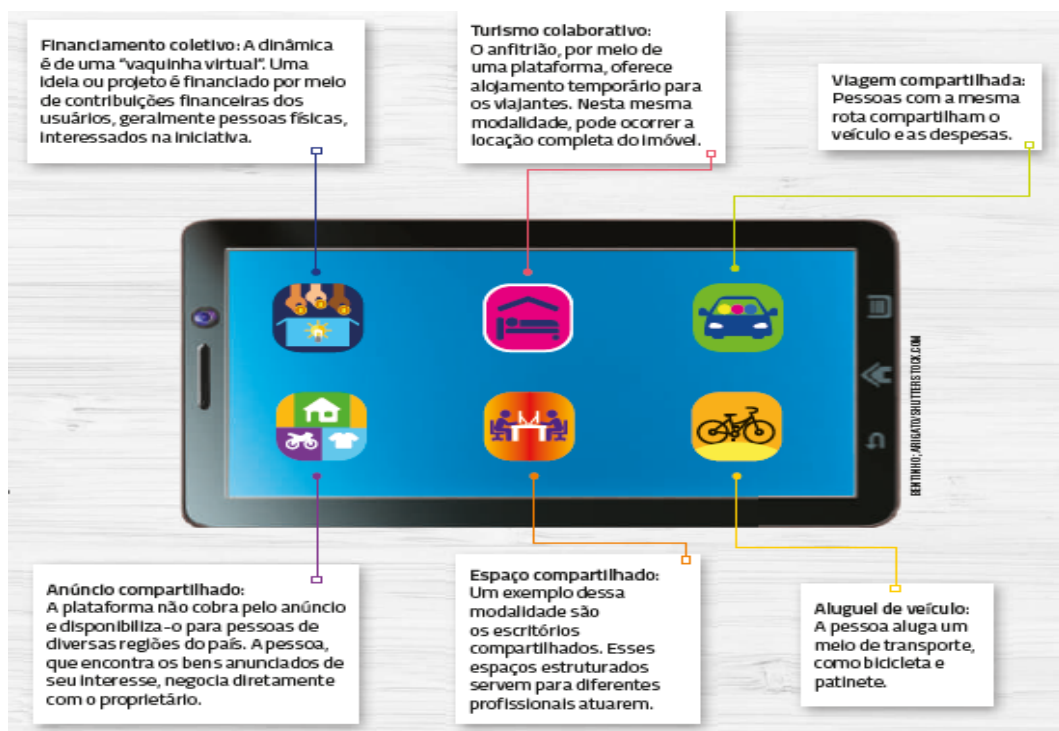 Financiamento coletivo: A dinâmica
é de uma “vaquinha virtual”. Uma
ideia ou projeto é financiado por meio
de contribuições financeiras dos
usuários, geralmente pessoas físicas,
interessados na iniciativa.
Turismo colaborativo:
O anfitrião, por meio de
uma plataforma, oferece
alojamento temporário para
os viajantes. Nesta mesma
modalidade, pode ocorrer a
locação completa do imóvel.
Viagem compartilhada:
Pessoas com a mesma
rota compartilham o
veículo e as despesas.
BENTINHO; ARIGATO/SHUTTERSTOCK.COM
Anúncio compartilhado:
A plataforma não cobra pelo anúncio
e disponibiliza-o para pessoas de
diversas regiões do país. A pessoa,
que encontra os bens anunciados de
seu interesse, negocia diretamente
com o proprietário.
Espaço compartilhado:
Um exemplo dessa
modalidade são
os escritórios
compartilhados. Esses
espaços estruturados
servem para diferentes
profissionais atuarem.
Aluguel de veículo:
A pessoa aluga um
meio de transporte,
como bicicleta e
patinete.